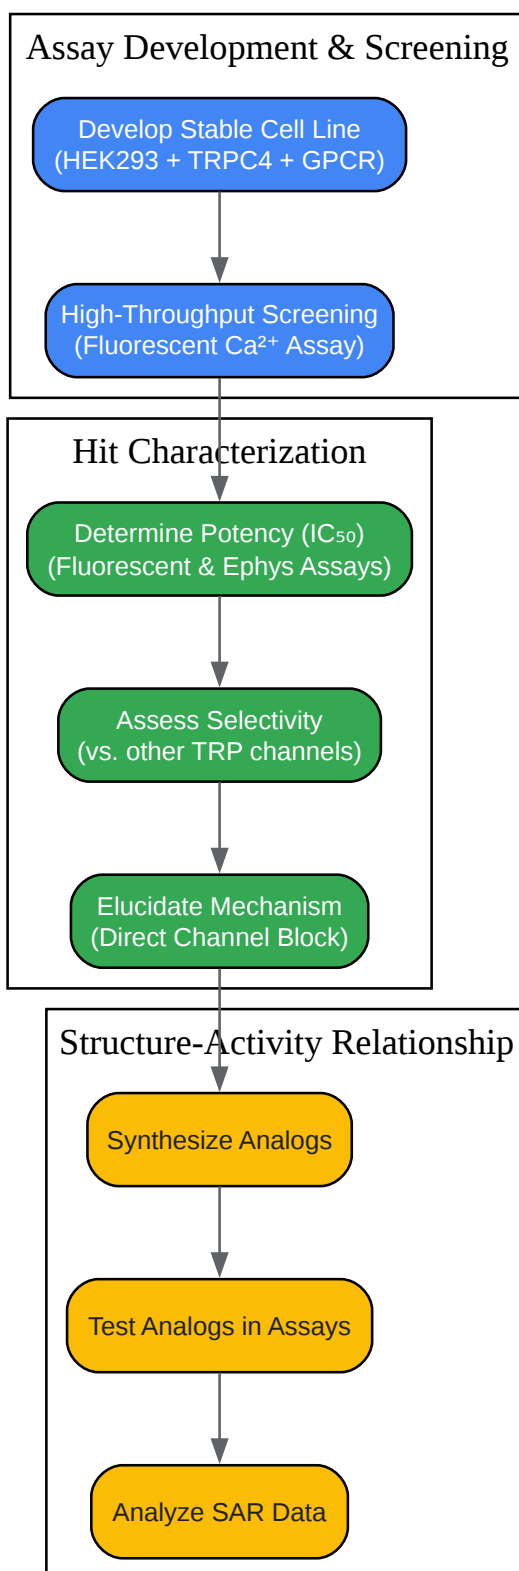 Assay Development & Screening
Develop Stable Cell Line
(HEK293 + TRPC4 + GPCR)
High-Throughput Screening
(Fluorescent Ca²⁺ Assay)
Hit Characterization
Determine Potency (IC₅₀)
(Fluorescent & Ephys Assays)
Assess Selectivity
(vs. other TRP channels)
Elucidate Mechanism
(Direct Channel Block)
Structure-Activity Relationship
Synthesize Analogs
Test Analogs in Assays
Analyze SAR Data